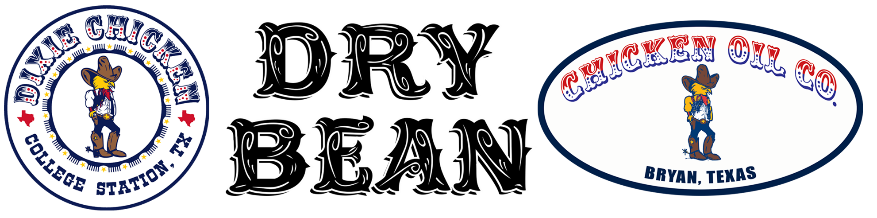 DIXIE CHICKEN
COLLEGE STATION, TX
DRY
BEAN
CHICKEN OIL CO.
BRYAN, TEXAS